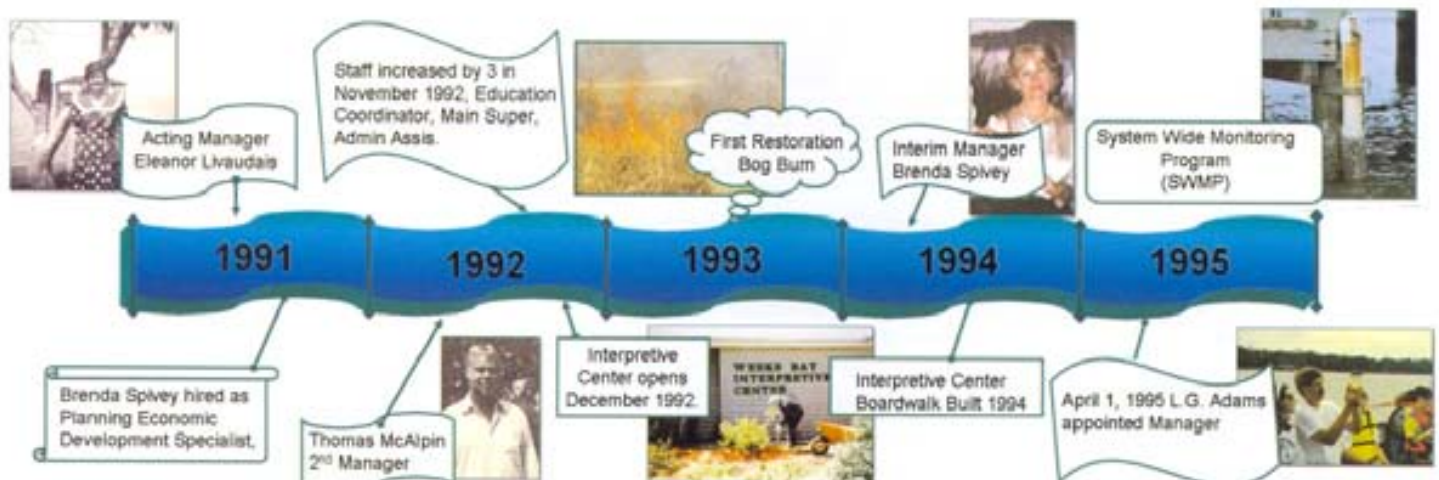 Acting Manager
Eleanor Livaudais
Staff increased by 3 in
November 1992, Education
Coordinator, Main Super,
Admin Assis.
First Restoration
Bog Burn
Interim Manager
Brenda Spivey
System Wide Monitoring
Program
(SWMP)
1991
1992
1993
1994
1995
Brenda Spivey hired as
Planning Economic
Development Specialist,
Thomas McAlpin
2nd Manager
Interpretive
Center opens
December 1992.
WEEKS BAY
INTERPRETIVE
CENTER
Interpretive Center
Boardwalk Built 1994
April 1, 1995 L.G. Adams
appointed Manager